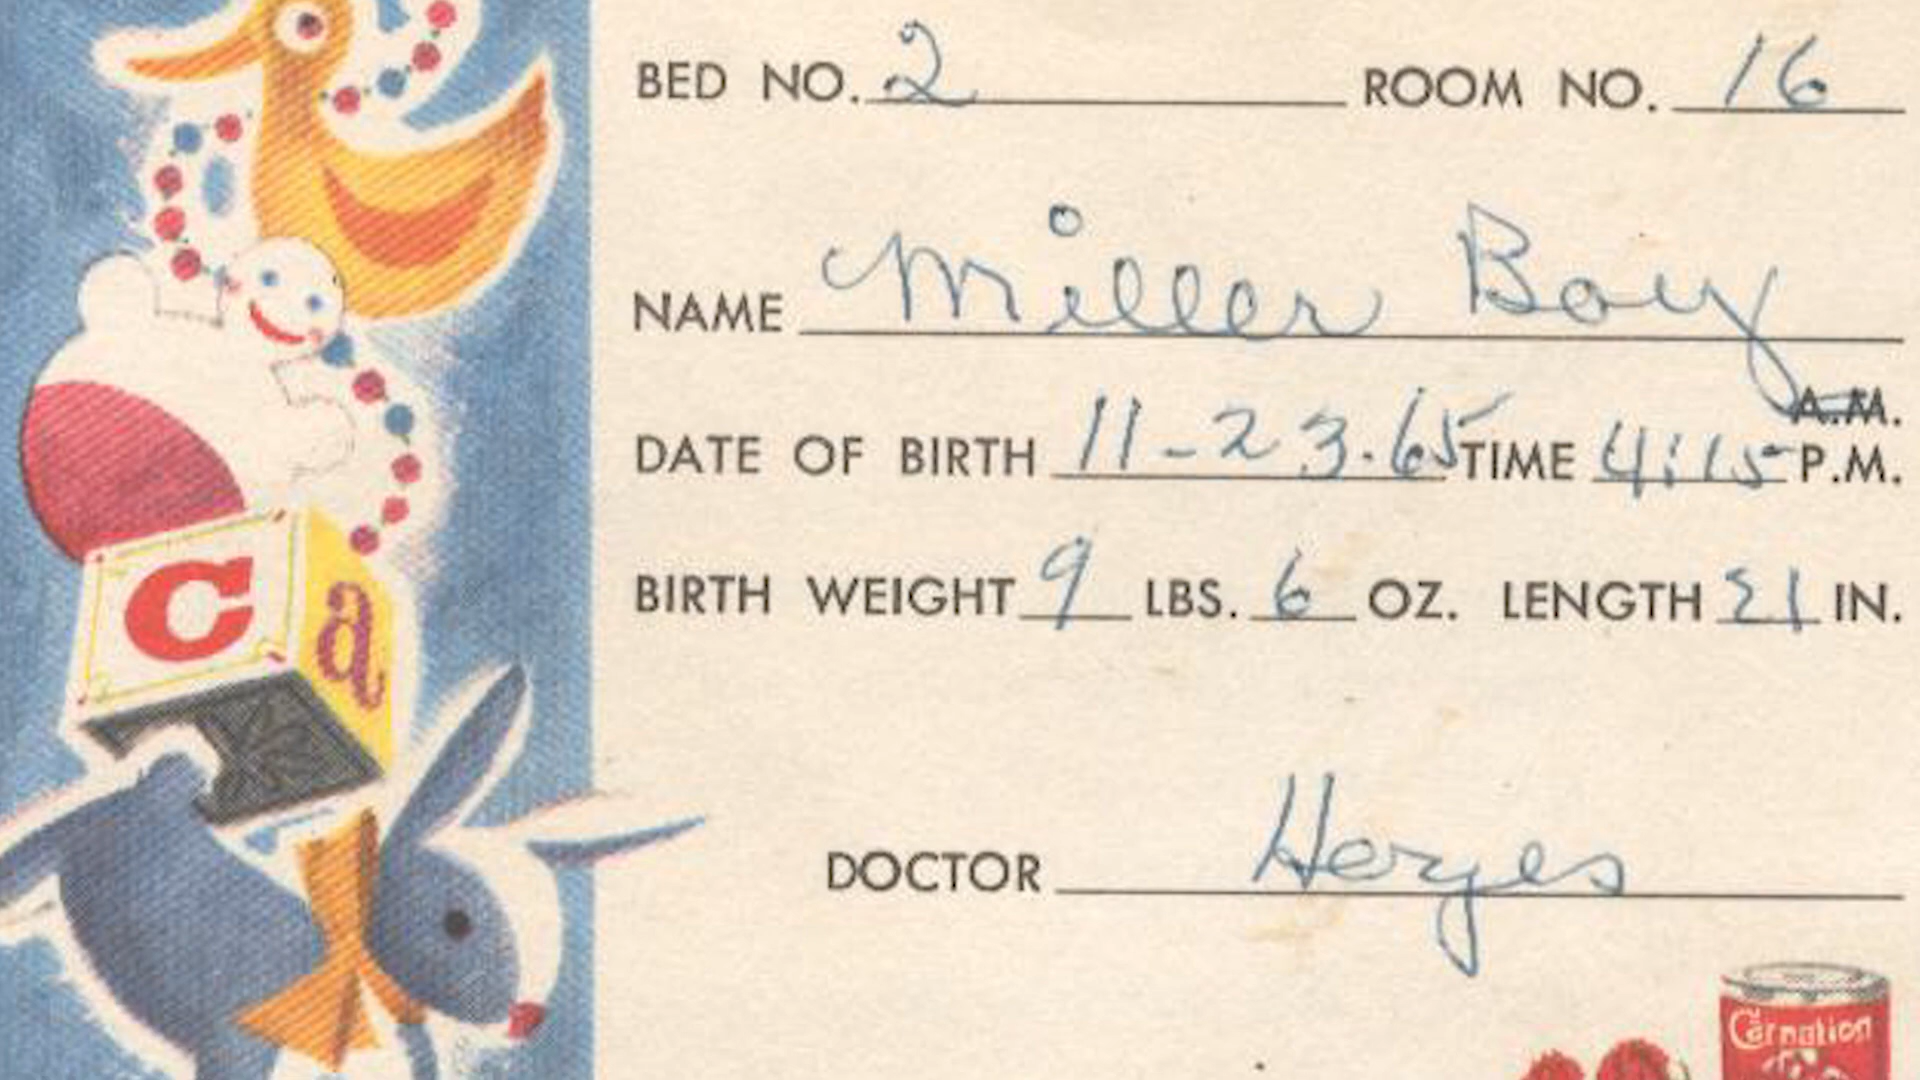 BED NO. 2 ROOM NO. 16
NAME Miller Boy
A.M.
DATE OF BIRTH 11-23-65 TIME 4:15 P.M.
BIRTH WEIGHT 9 LBS. 6 OZ. LENGTH 21 IN.
C a
DOCTOR Herges
Carnation